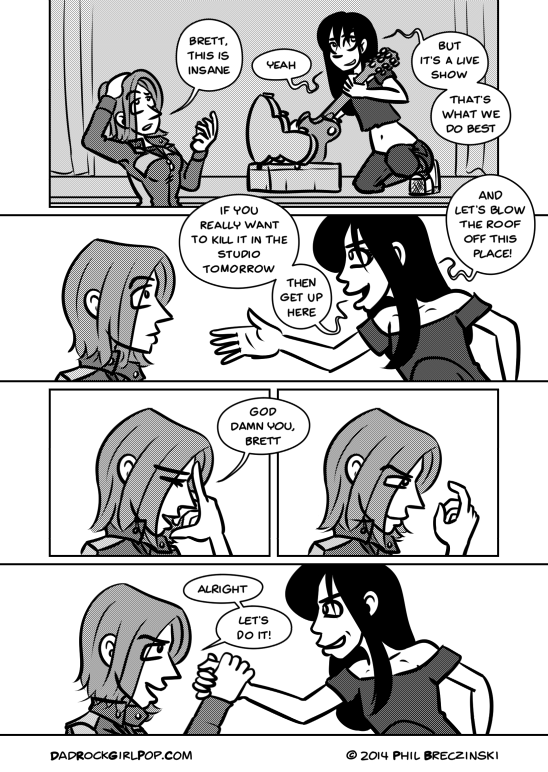 BRETT,
THIS IS
INSANE
YEAH
BUT
IT'S A LIVE
SHOW
THAT'S
WHAT WE
DO BEST
AND
LET'S BLOW
THE ROOF
OFF THIS
PLACE!
IF YOU
REALLY WANT
TO KILL IT IN THE
STUDIO
TOMORROW
THEN
GET UP
HERE
GOD
DAMN YOU,
BRETT
ALRIGHT
LET'S
DO IT!
DADROCKGIRLPOP.COM
© 2014 PHIL BRECZINSKI